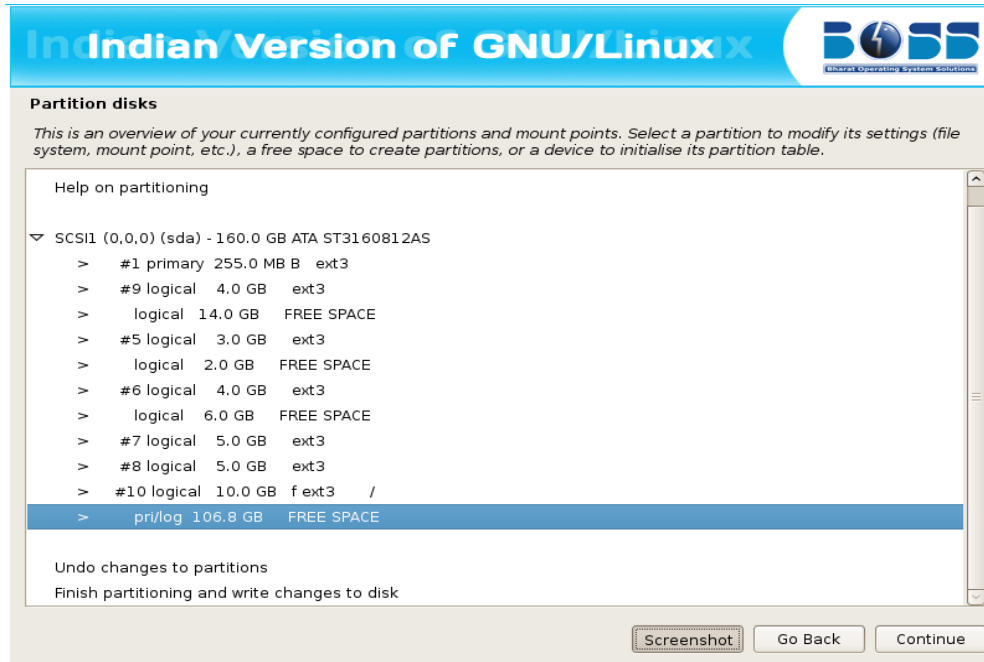 Indian Version of GNU/Linux
BOSS
Bharat Operating System Solutions
Partition disks
This is an overview of your currently configured partitions and mount points. Select a partition to modify its settings (file
system, mount point, etc.), a free space to create partitions, or a device to initialise its partition table.
Help on partitioning
SCSI1 (0,0,0) (sda) - 160.0 GB ATA ST3160812AS
> #1 primary 255.0 MB B ext3
> #9 logical 4.0 GB ext3
> logical 14.0 GB FREE SPACE
> #5 logical 3.0 GB ext3
> logical 2.0 GB FREE SPACE
> #6 logical 4.0 GB ext3
> logical 6.0 GB FREE SPACE
> #7 logical 5.0 GB ext3
> #8 logical 5.0 GB ext3
> #10 logical 10.0 GB f ext3 /
> pri/log 106.8 GB FREE SPACE
Undo changes to partitions
Finish partitioning and write changes to disk
Screenshot Go Back Continue